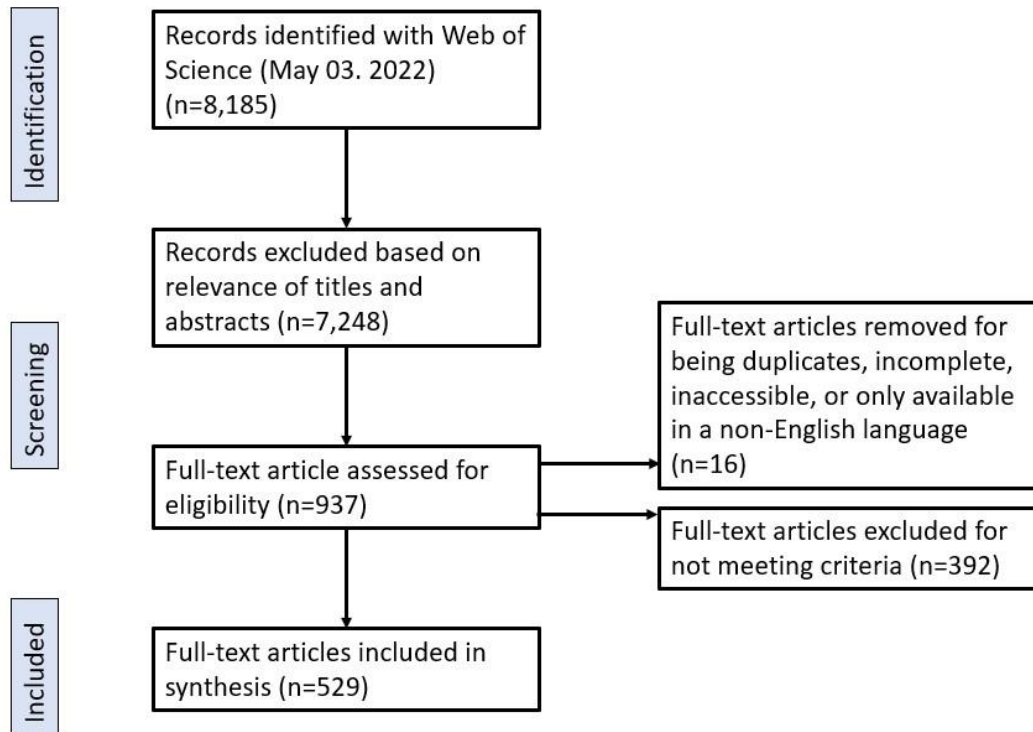 Identification
Records identified with Web of
Science (May 03. 2022)
(n=8,185)
Records excluded based on
relevance of titles and
abstracts (n=7,248)
Screening
Full-text articles removed for
being duplicates, incomplete,
inaccessible, or only available
in a non-English language
(n=16)
Full-text article assessed for
eligibility (n=937)
Full-text articles excluded for
not meeting criteria (n=392)
Included
Full-text articles included in
synthesis (n=529)